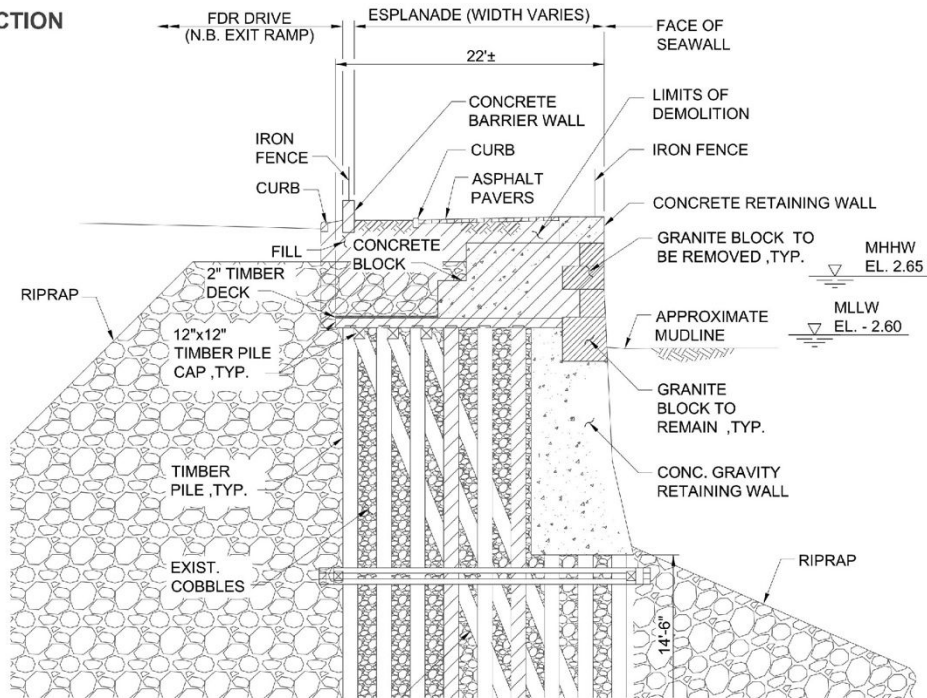 CTION
FDR DRIVE
(N.B. EXIT RAMP)
ESPLANADE (WIDTH VARIES)
FACE OF
SEAWALL
22'±
CONCRETE
BARRIER WALL
LIMITS OF
DEMOLITION
IRON
FENCE
CURB
IRON FENCE
CURB
ASPHALT
PAVERS
CONCRETE RETAINING WALL
FILL
CONCRETE
BLOCK
GRANITE BLOCK TO
BE REMOVED ,TYP.
MHHW
EL. 2.65
2" TIMBER
DECK
RIPRAP
MLLW
EL. - 2.60
APPROXIMATE
MUDLINE
12"x12"
TIMBER PILE
CAP ,TYP.
GRANITE
BLOCK TO
REMAIN ,TYP.
TIMBER
PILE ,TYP.
CONC. GRAVITY
RETAINING WALL
EXIST.
COBBLES
RIPRAP
14'-6"